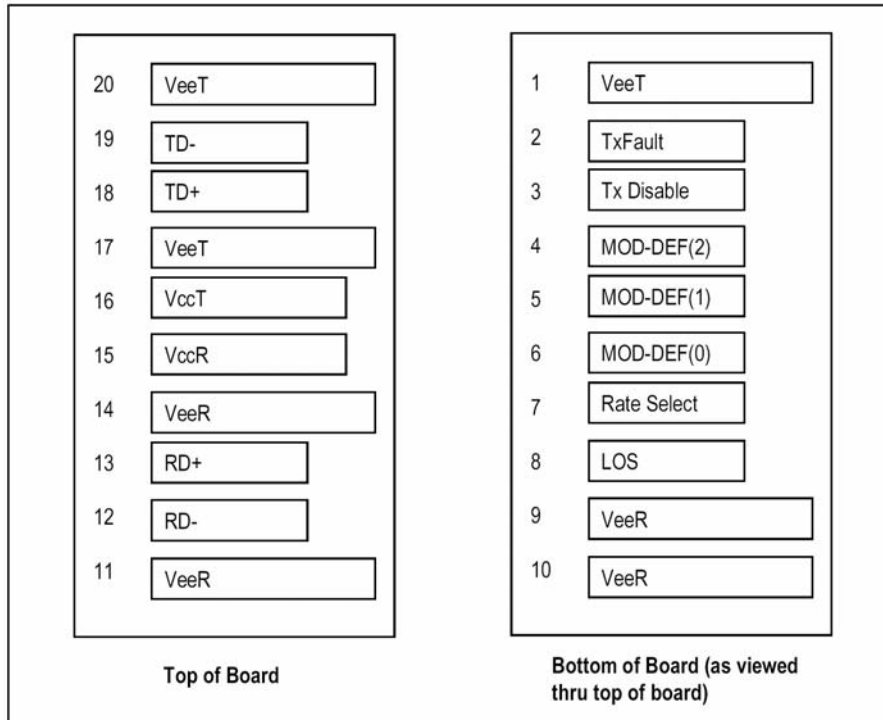 20 VeeT
19 TD-
18 TD+
17 VeeT
16 VccT
15 VccR
14 VeeR
13 RD+
12 RD-
11 VeeR
Top of Board
1 VeeT
2 TxFault
3 Tx Disable
4 MOD-DEF(2)
5 MOD-DEF(1)
6 MOD-DEF(0)
7 Rate Select
8 LOS
9 VeeR
10 VeeR
Bottom of Board (as viewed
thru top of board)